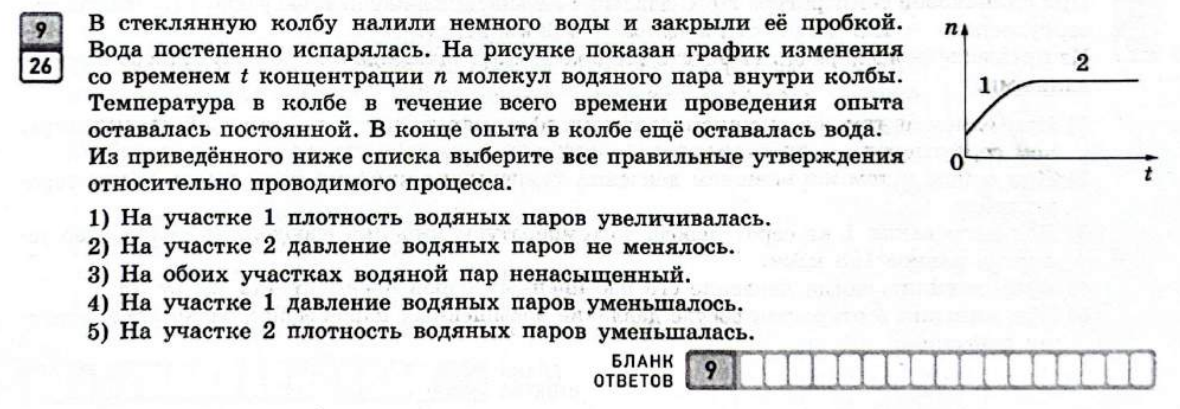 9
26
В стеклянную колбу налили немного воды и закрыли её пробкой.
Вода постепенно испарялась. На рисунке показан график изменения
со временем t концентрации n молекул водяного пара внутри колбы.
Температура в колбе в течение всего времени проведения опыта
оставалась постоянной. В конце опыта в колбе ещё оставалась вода.
Из приведённого ниже списка выберите все правильные утверждения
относительно проводимого процесса.
1) На участке 1 плотность водяных паров увеличивалась.
2) На участке 2 давление водяных паров не менялось.
3) На обоих участках водяной пар ненасыщенный.
4) На участке 1 давление водяных паров уменьшалось.
5) На участке 2 плотность водяных паров уменьшалась.
n
1
2
0
t
БЛАНК
ОТВЕТОВ
9